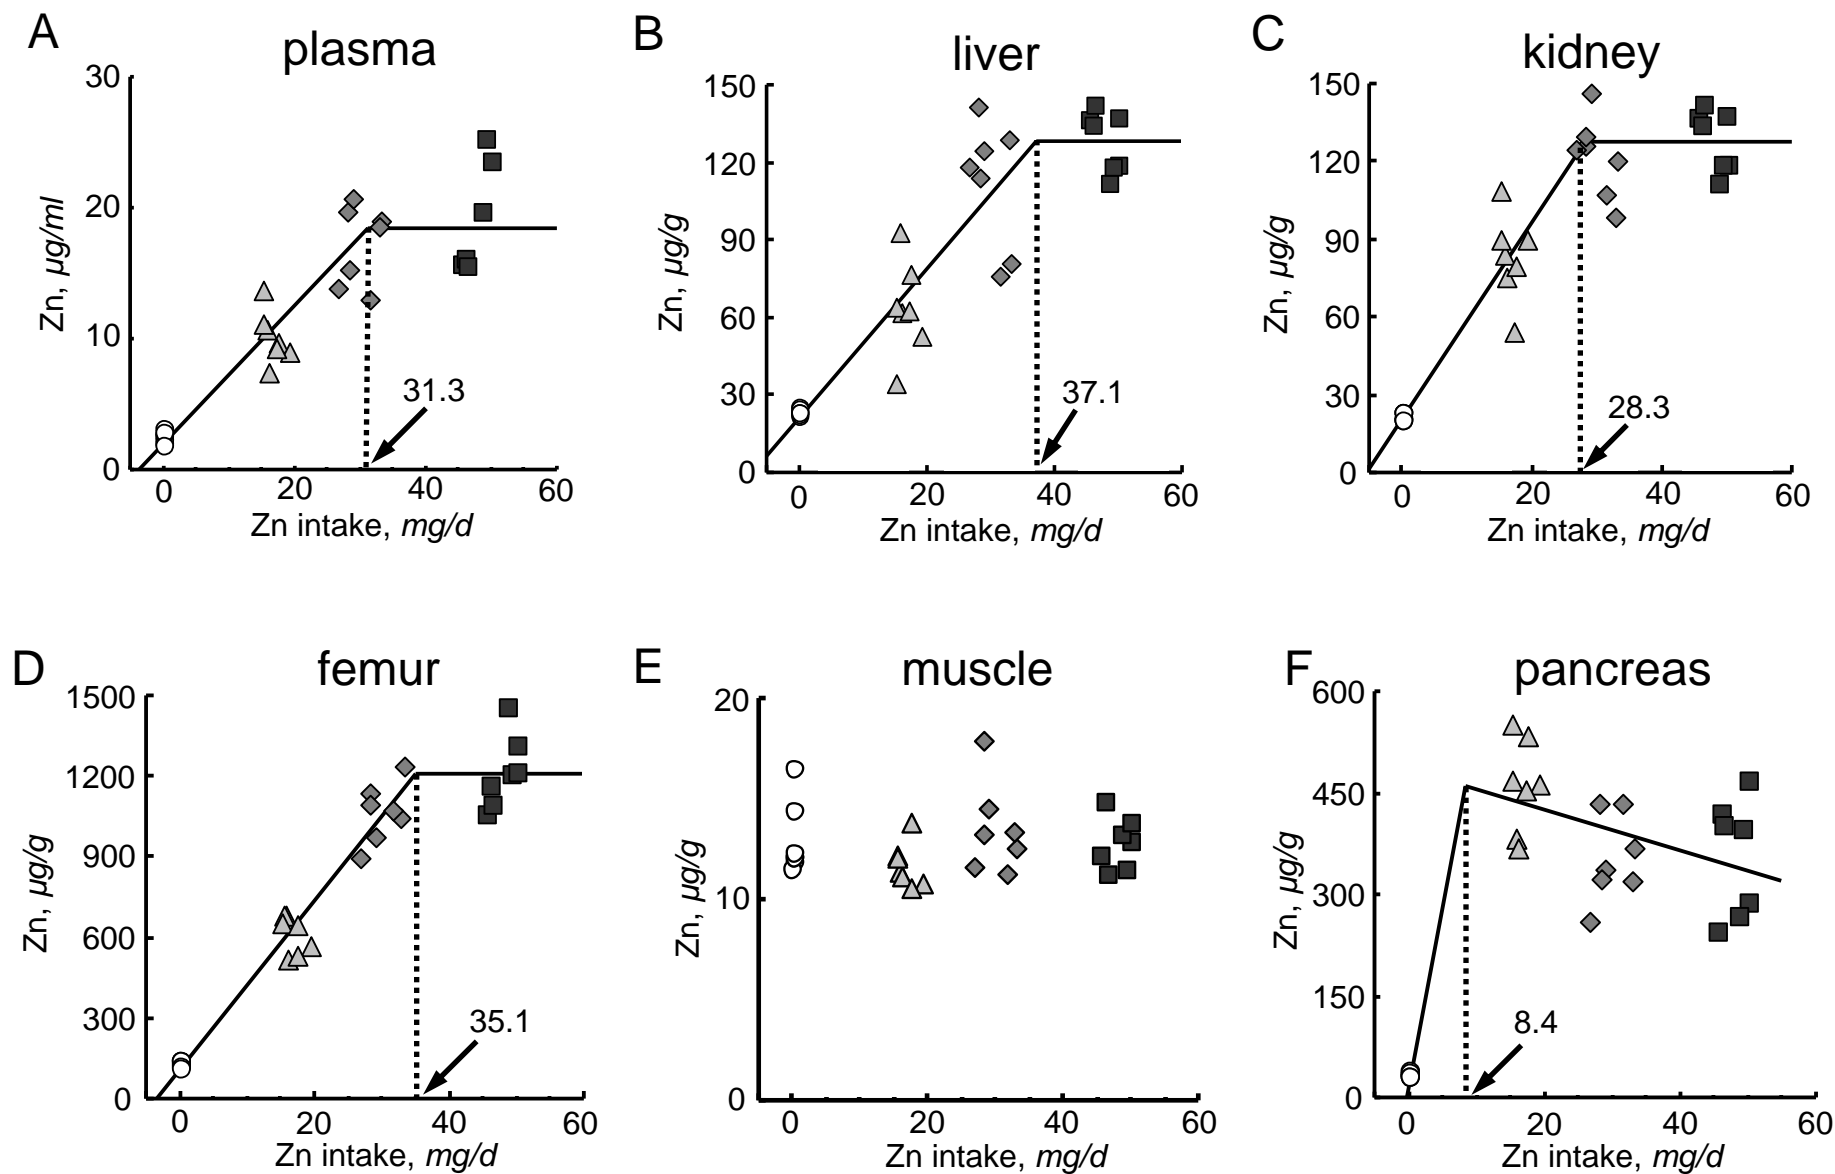 A
plasma
30
20
10
0
Zn, µg/ml
31.3
0 20 40 60
Zn intake, mg/d
B
liver
150
120
90
60
30
0
Zn, µg/g
37.1
0 20 40 60
Zn intake, mg/d
C
kidney
150
120
90
60
30
0
Zn, µg/g
28.3
0 20 40 60
Zn intake, mg/d
D
femur
1500
1200
900
600
300
0
Zn, µg/g
35.1
0 20 40 60
Zn intake, mg/d
E
muscle
20
10
0
Zn, µg/g
0 20 40 60
Zn intake, mg/d
F
pancreas
600
450
300
150
0
Zn, µg/g
8.4
0 20 40 60
Zn intake, mg/d